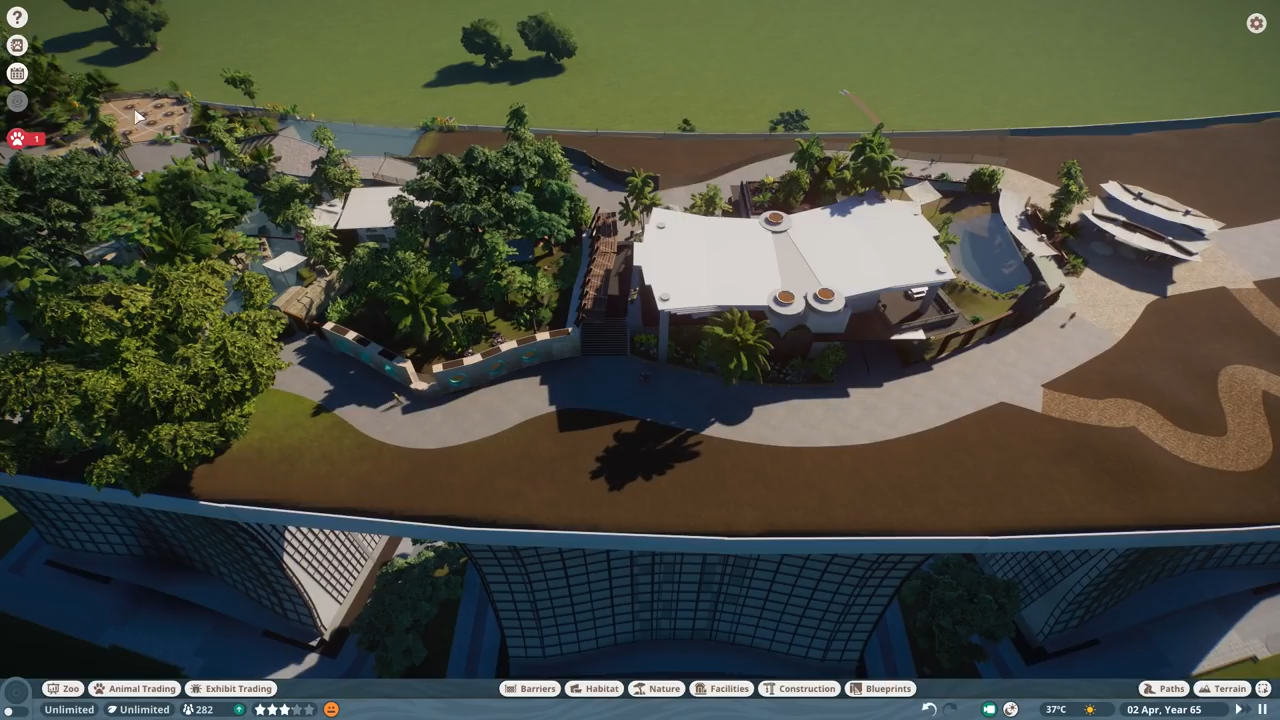 ?
1
Zoo
Animal Trading
Exhibit Trading
Barriers
Habitat
Nature
Facilities
Construction
Blueprints
Paths
Terrain
Unlimited
Unlimited
282
37°C
02 Apr, Year 65